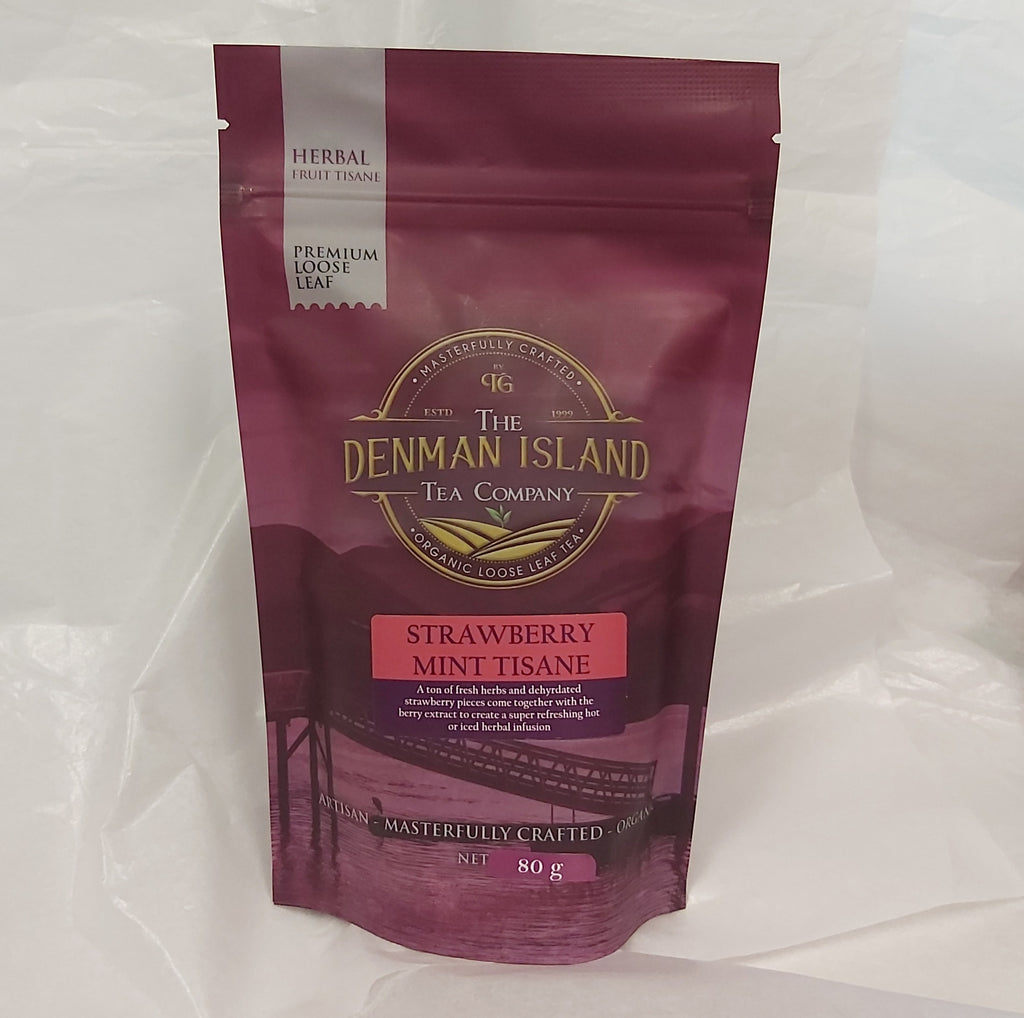 HERBAL
FRUIT TISANE
PREMIUM
LOOSE
LEAF
MASTERFULLY CRAFTED
BY
TG
ESTD 1999
THE
DENMAN ISLAND
TEA COMPANY
ORGANIC LOOSE LEAF TEA
STRAWBERRY
MINT TISANE
A ton of fresh herbs and dehyrdated
strawberry pieces come together with the
berry extract to create a super refreshing hot
or iced herbal infusion
ARTISAN - MASTERFULLY CRAFTED - ORGAN
NET 80 g